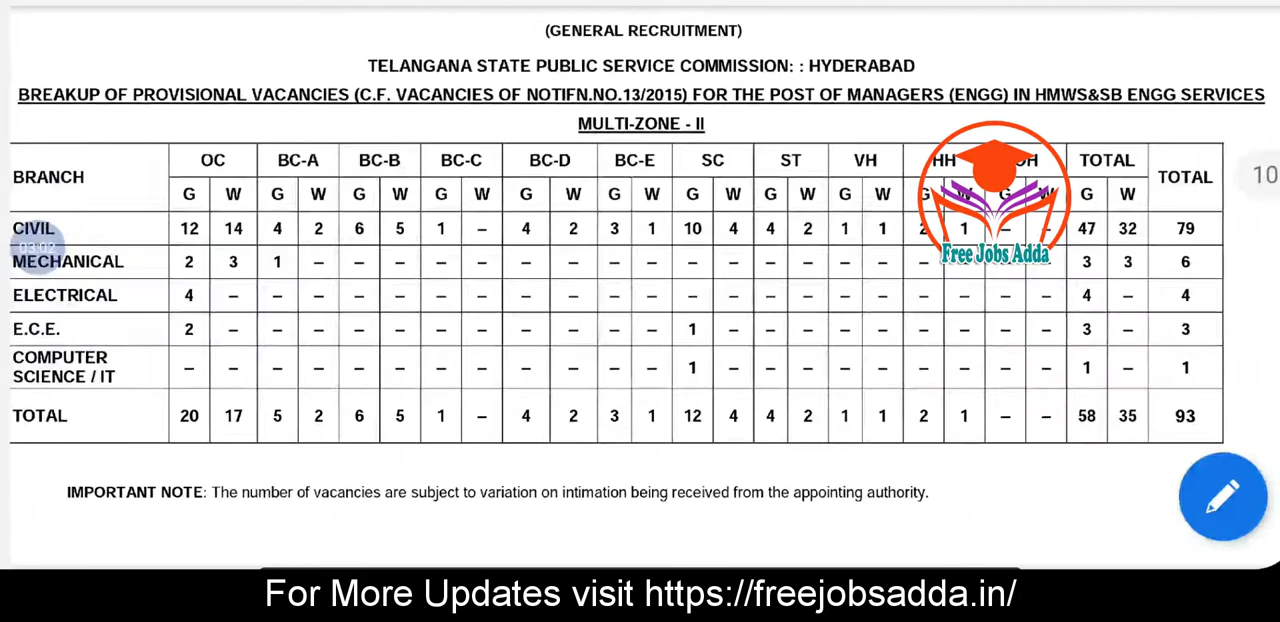 (GENERAL RECRUITMENT)
TELANGANA STATE PUBLIC SERVICE COMMISSION: : HYDERABAD
BREAKUP OF PROVISIONAL VACANCIES (C.F. VACANCIES OF NOTIFN.NO.13/2015) FOR THE POST OF MANAGERS (ENGG) IN HMWS&SB ENGG SERVICES
MULTI-ZONE - II
BRANCH OC BC-A BC-B BC-C BC-D BC-E SC ST VH HH TOTAL TOTAL
G W G W G W G W G W G W G W G W G W G W G W G W
CIVIL 12 14 4 2 6 5 1 – 4 2 3 1 10 4 4 2 1 1 2 1 – – 47 32 79
MECHANICAL 2 3 1 – – – – – – – – – – – – – – – – – – – 3 3 6
ELECTRICAL 4 – – – – – – – – – – – – – – – – – – – – – 4 – 4
E.C.E. 2 – – – – – – – – – – – 1 – – – – – – – – – 3 – 3
COMPUTER
SCIENCE / IT – – – – – – – – – – – – 1 – – – – – – – – – 1 – 1
TOTAL 20 17 5 2 6 5 1 – 4 2 3 1 12 4 4 2 1 1 2 1 – – 58 35 93
IMPORTANT NOTE: The number of vacancies are subject to variation on intimation being received from the appointing authority.
10
03:02
Free Jobs Adda
For More Updates visit https://freejobsadda.in/